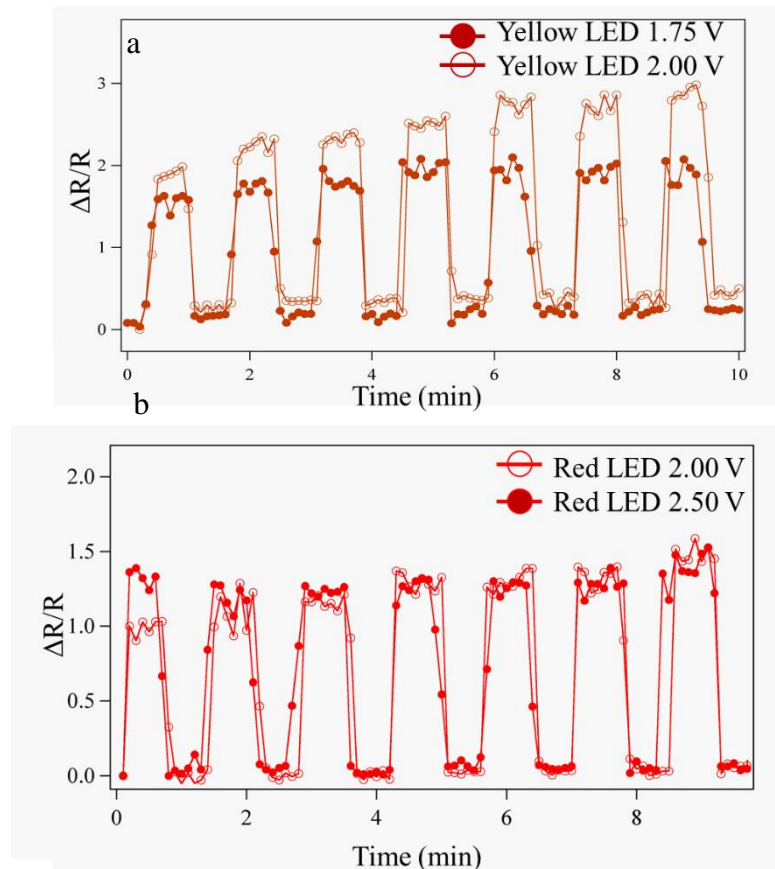 a
Yellow LED 1.75 V
Yellow LED 2.00 V
3
2
1
0
ΔR/R
0 2 4 6 8 10
Time (min)
b
Red LED 2.00 V
Red LED 2.50 V
2.0
1.5
1.0
0.5
0.0
ΔR/R
0 2 4 6 8
Time (min)